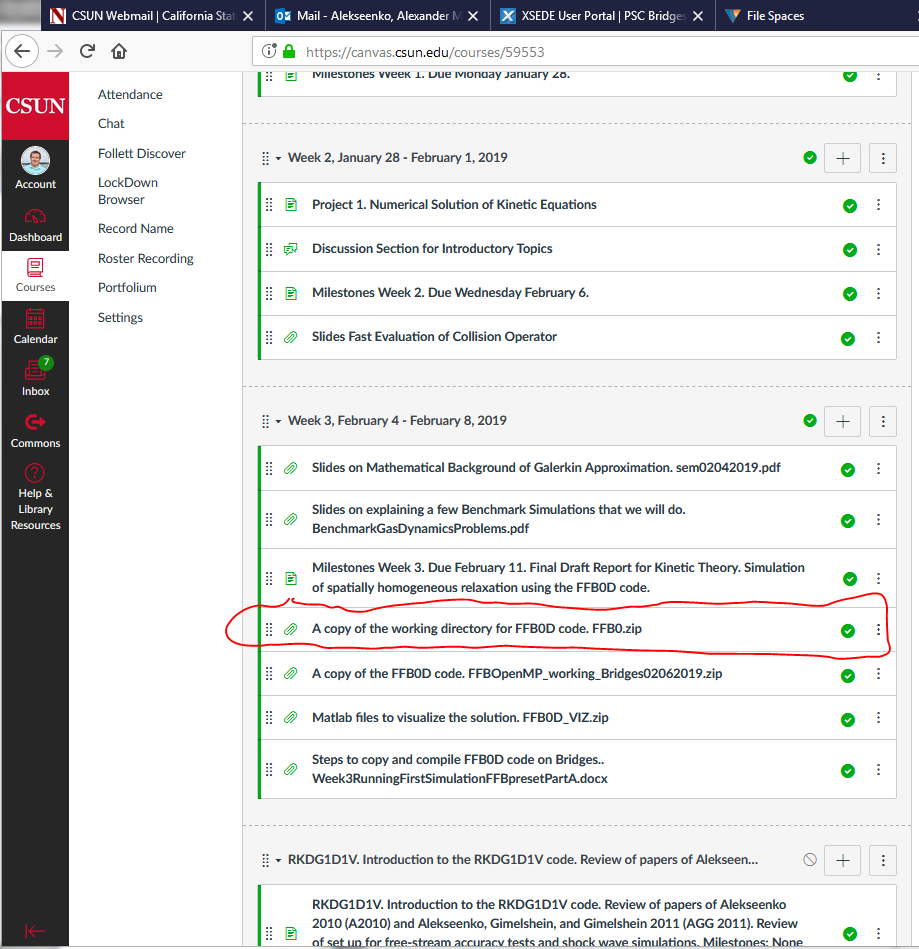 CSUN Webmail | California Stat
Mail - Alekseenko, Alexander M
XSEDE User Portal | PSC Bridges
File Spaces
https://canvas.csun.edu/courses/59553
CSUN
Account
Dashboard
Courses
Calendar
7
Inbox
Commons
Help &
Library
Resources
Attendance
Chat
Follett Discover
LockDown
Browser
Record Name
Roster Recording
Portfolium
Settings
Milestones Week 1. Due Monday January 28.
Week 2, January 28 - February 1, 2019
Project 1. Numerical Solution of Kinetic Equations
Discussion Section for Introductory Topics
Milestones Week 2. Due Wednesday February 6.
Slides Fast Evaluation of Collision Operator
Week 3, February 4 - February 8, 2019
Slides on Mathematical Background of Galerkin Approximation. sem02042019.pdf
Slides on explaining a few Benchmark Simulations that we will do.
BenchmarkGasDynamicsProblems.pdf
Milestones Week 3. Due February 11. Final Draft Report for Kinetic Theory. Simulation
of spatially homogeneous relaxation using the FFB0D code.
A copy of the working directory for FFB0D code. FFB0.zip
A copy of the FFB0D code. FFBOpenMP_working_Bridges02062019.zip
Matlab files to visualize the solution. FFB0D_VIZ.zip
Steps to copy and compile FFB0D code on Bridges..
Week3RunningFirstSimulationFFBpresetPartA.docx
RKDG1D1V. Introduction to the RKDG1D1V code. Review of papers of Alekseen...
RKDG1D1V. Introduction to the RKDG1D1V code. Review of papers of Alekseenko
2010 (A2010) and Alekseenko, Gimelshein, and Gimelshein 2011 (AGG 2011). Review
of set up for free-stream accuracy tests and shock wave simulations. Milestones: None